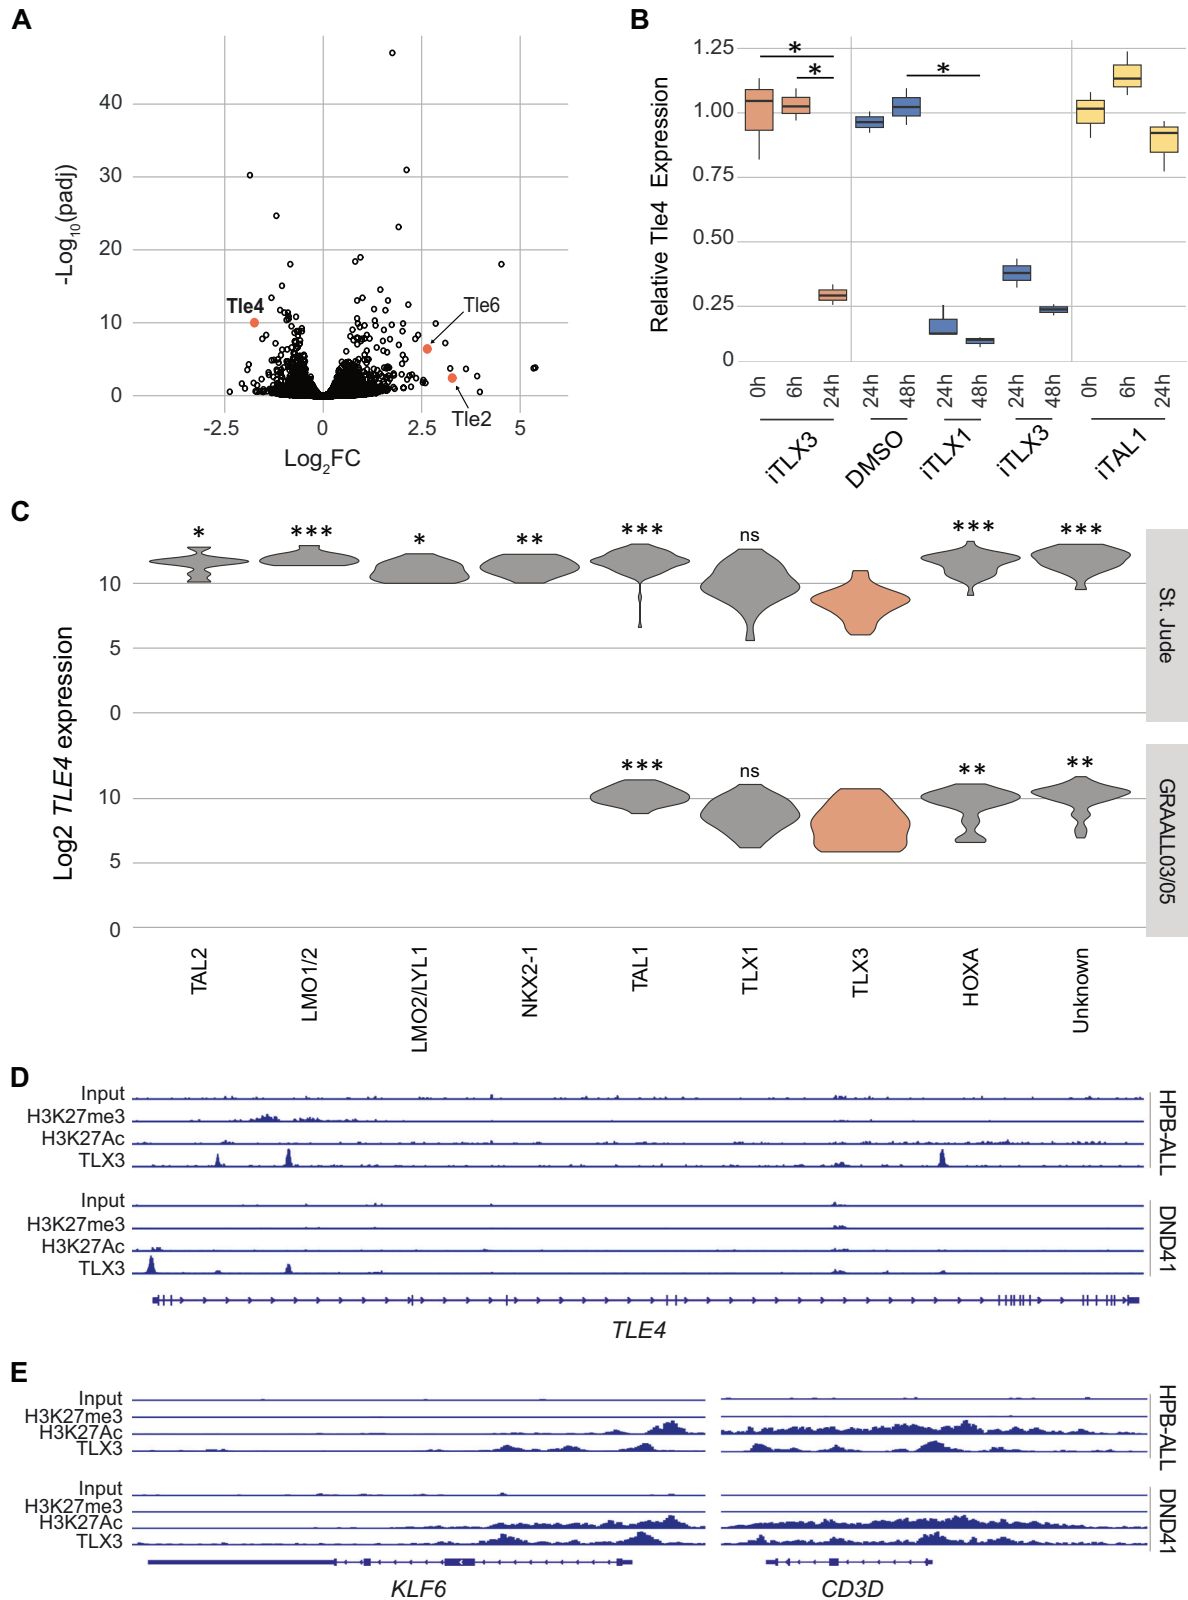 A
-Log10(padj)
40
30
20
10
0
Tle4
Tle6
Tle2
-2.5
0
2.5
5
Log2FC
B
Relative Tle4 Expression
1.25
1.00
0.75
0.50
0.25
0
*
*
*
0h
6h
24h
24h
48h
24h
48h
24h
48h
0h
6h
24h
iTLX3
DMSO
iTLX1
iTLX3
iTAL1
C
Log2 TLE4 expression
* *** * ** *** ns *** ***
10
5
0
St. Jude
*** ns ** **
10
5
0
GRAALL03/05
TAL2
LMO1/2
LMO2/LYL1
NKX2-1
TAL1
TLX1
TLX3
HOXA
Unknown
D
Input
H3K27me3
H3K27Ac
TLX3
HPB-ALL
Input
H3K27me3
H3K27Ac
TLX3
DND41
TLE4
E
Input
H3K27me3
H3K27Ac
TLX3
HPB-ALL
Input
H3K27me3
H3K27Ac
TLX3
DND41
KLF6
CD3D